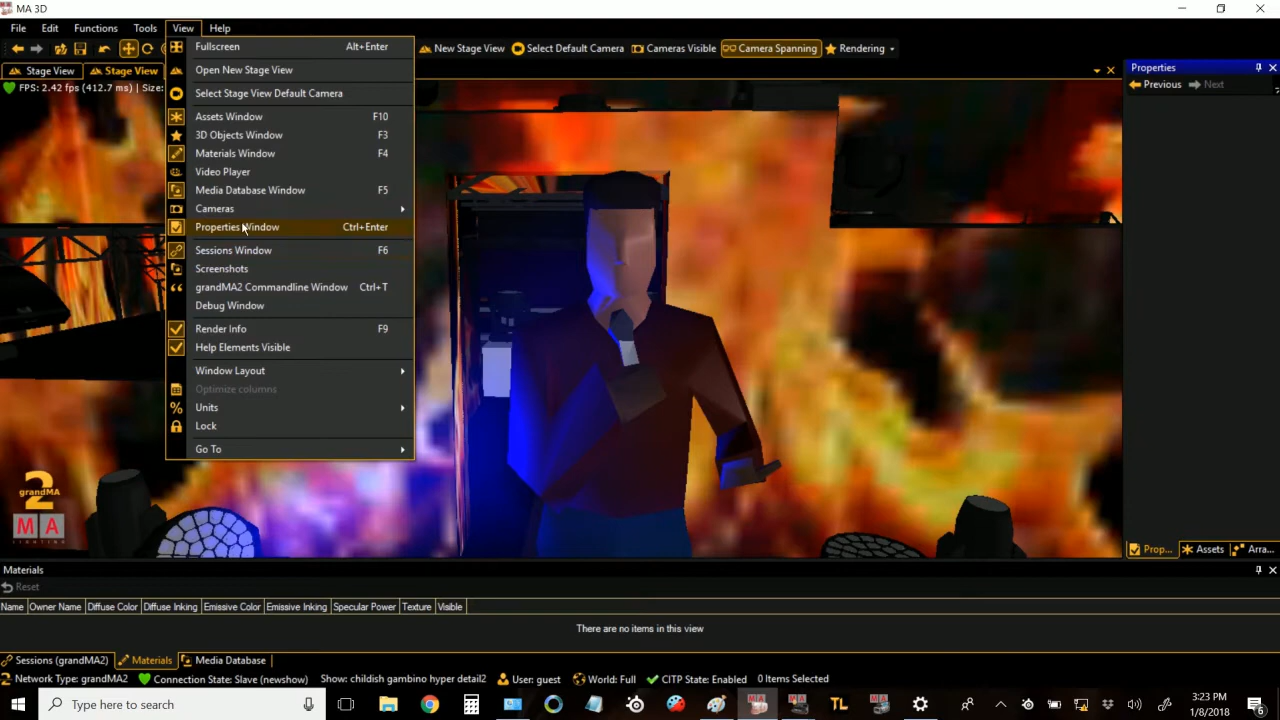 MA 3D
File Edit Functions Tools View Help
New Stage View Select Default Camera Cameras Visible Camera Spanning Rendering
Stage View Stage View
FPS: 2.42 fps (412.7 ms) | Size:
Fullscreen Alt+Enter
Open New Stage View
Select Stage View Default Camera
Assets Window F10
3D Objects Window F3
Materials Window F4
Video Player
Media Database Window F5
Cameras
Properties Window Ctrl+Enter
Sessions Window F6
Screenshots
grandMA2 Commandline Window Ctrl+T
Debug Window
Render Info F9
Help Elements Visible
Window Layout
Optimize columns
Units
Lock
Go To
Properties
Previous Next
2
grandMA
MA
LIGHTING
Prop... Assets Arra...
Materials
Reset
Name Owner Name Diffuse Color Diffuse Inking Emissive Color Emissive Inking Specular Power Texture Visible
There are no items in this view
Sessions (grandMA2) Materials Media Database
Network Type: grandMA2 Connection State: Slave (newshow) Show: childish gambino hyper detail2 User: guest World: Full CITP State: Enabled 0 Items Selected
Type here to search
TL
3:23 PM
1/8/2018
6